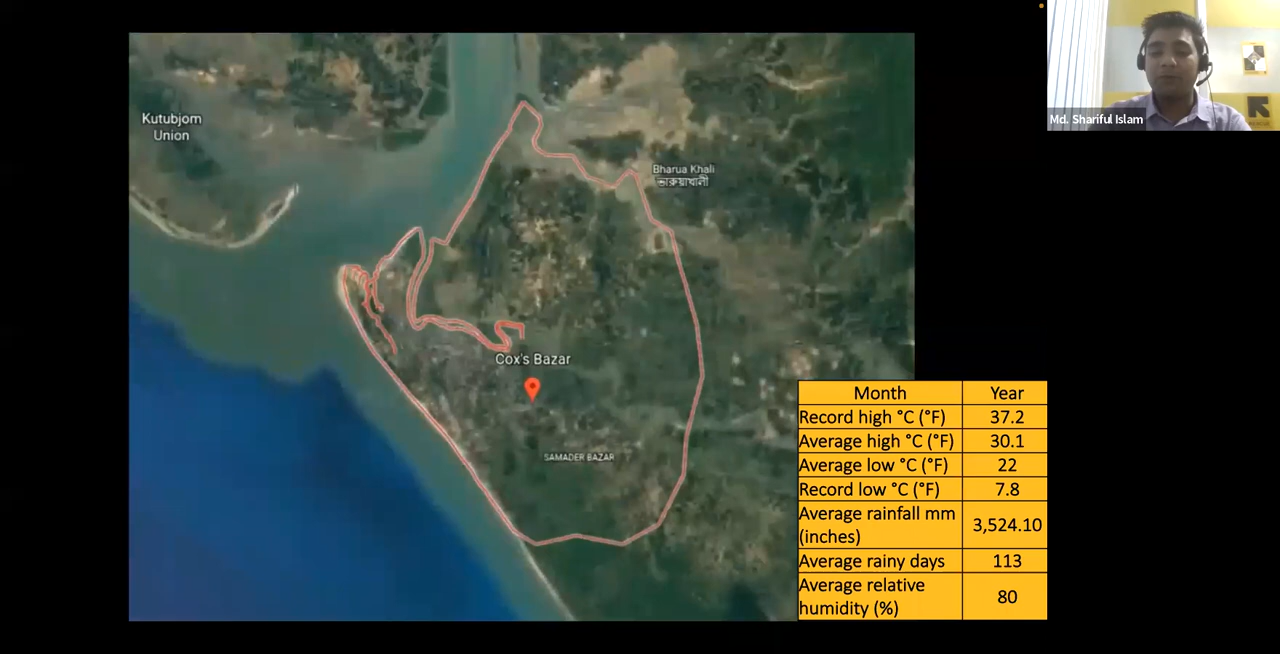 Kutubjom
Union
Bharua Khali
ভারুয়াখালী
Cox's Bazar
SAMADER BAZAR
Md. Shariful Islam
Month Year
Record high °C (°F) 37.2
Average high °C (°F) 30.1
Average low °C (°F) 22
Record low °C (°F) 7.8
Average rainfall mm
(inches) 3,524.10
Average rainy days 113
Average relative
humidity (%) 80